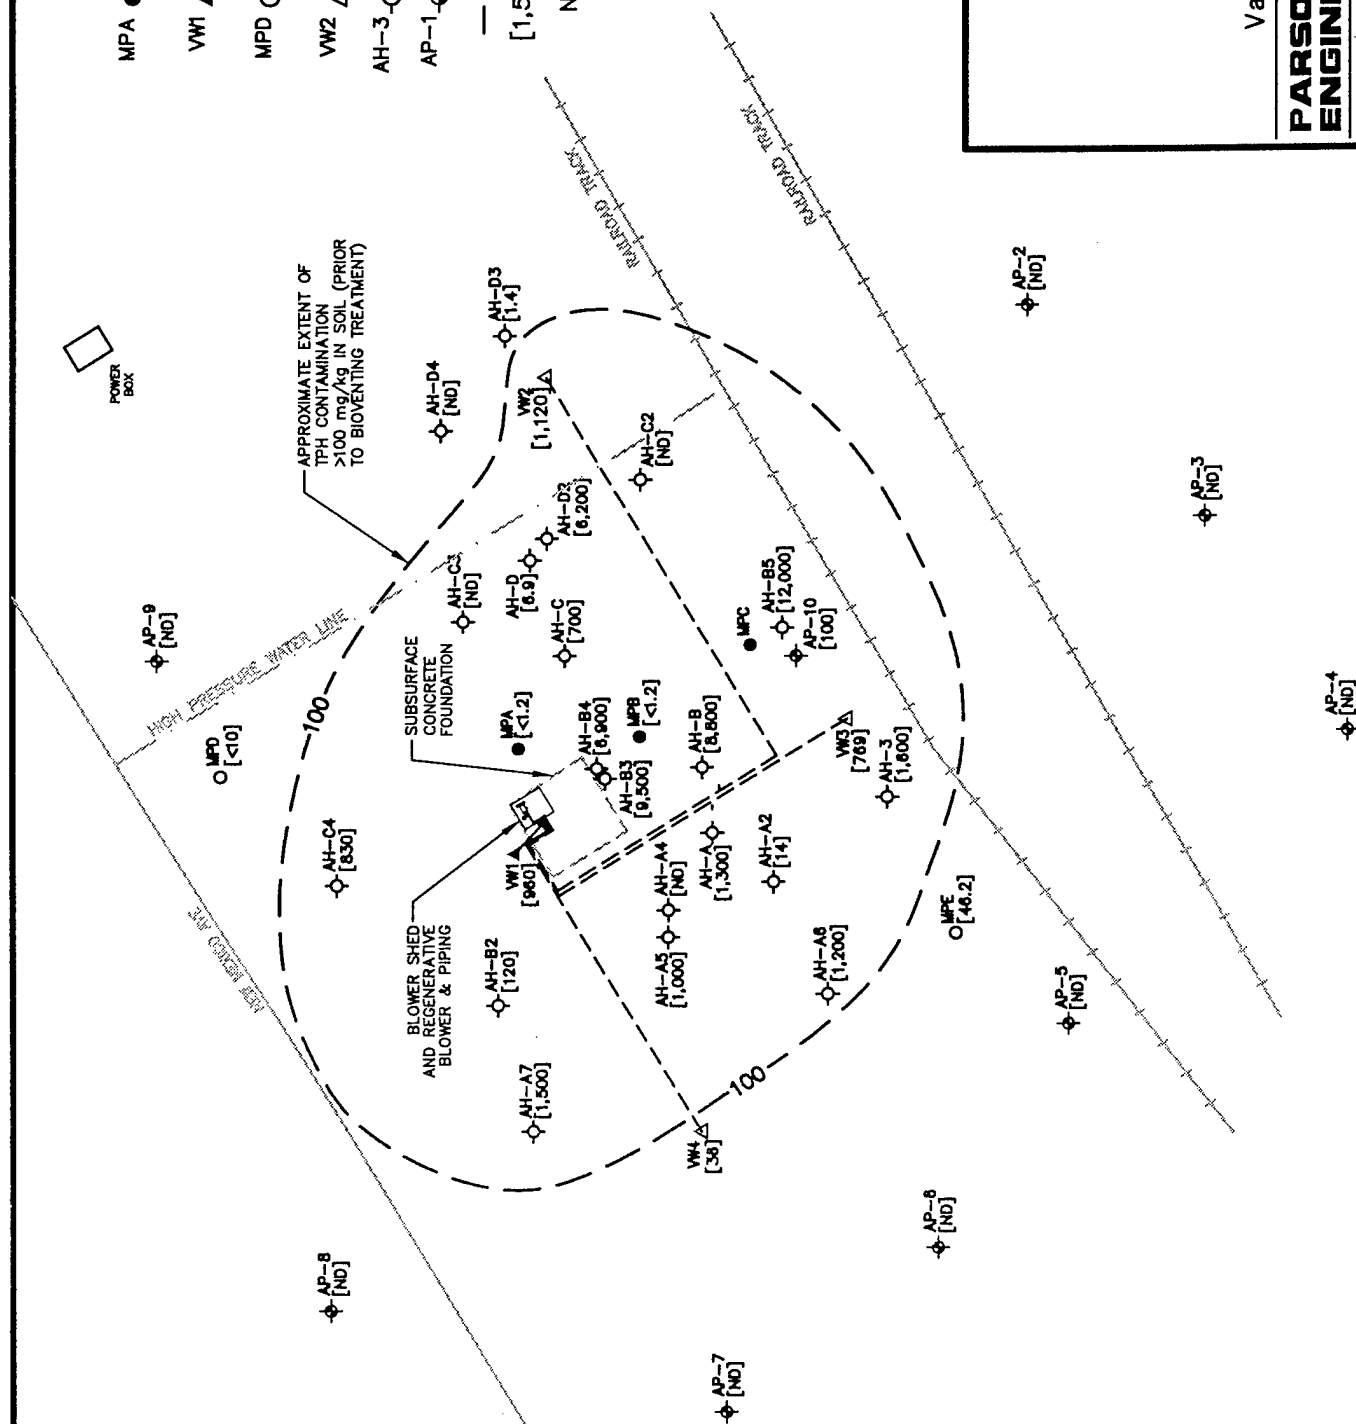 MPA
VW1
MPD
VW2
AH-3
AP-1
[1,5
N
Va
PARSO
ENGIN
POWER
BOX
APPROXIMATE EXTENT OF
TPH CONTAMINATION
>100 mg/kg IN SOIL (PRIOR
TO BIOVENTING TREATMENT)
RAILROAD TRACK
RAILROAD TRACK
HIGH PRESSURE WATER LINE
NEW MEXICO AVE.
SUBSURFACE
CONCRETE
FOUNDATION
BLOWER SHED
AND REGENERATIVE
BLOWER & PIPING
100
100
AH-D3
[1.4]
AH-D4
[ND]
VW2
[1,120]
AH-C2
[ND]
AH-D2
[6,200]
AH-D
[6.9]
AH-C3
[ND]
AH-C
[700]
AP-9
[ND]
MPD
[<10]
MPA
[<1.2]
AH-B4
[6,900]
MPB
[<1.2]
AH-B3
[9,500]
AH-B
[8,800]
MPC
AH-B5
[12,000]
AP-10
[100]
VW3
[769]
AH-3
[1,600]
AH-C4
[830]
VW1
[960]
AH-A4
[ND]
AH-A
[1,300]
AH-A2
[14]
AH-A5
[1,000]
AH-A6
[1,200]
MPE
[46.2]
AH-B2
[120]
AH-A7
[1,500]
VW4
[38]
AP-2
[ND]
AP-3
[ND]
AP-4
[ND]
AP-5
[ND]
AP-6
[ND]
AP-7
[ND]
AP-8
[ND]